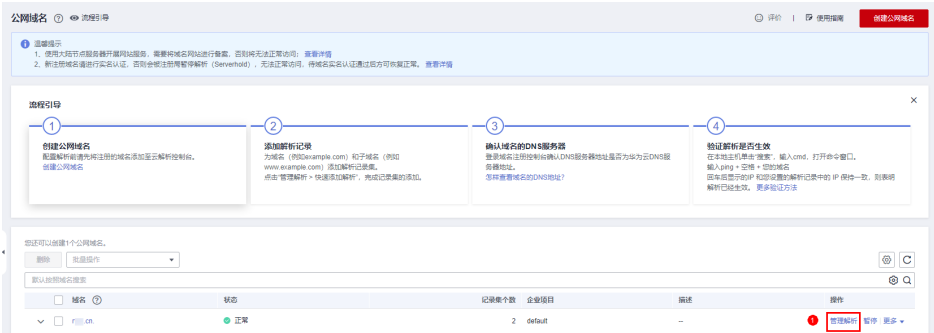 公网域名 流程引导 评价 | 使用指南 创建公网域名
温馨提示
1、使用大陆节点服务器开展网站服务，需要将域名网站进行备案，否则将无法正常访问； 查看详情
2、新注册域名请进行实名认证，否则会被注册局暂停解析（Serverhold），无法正常访问，待域名实名认证通过后方可恢复正常。 查看详情
流程引导
1
创建公网域名
配置解析前请先将注册的域名添加至云解析控制台。
创建公网域名
2
添加解析记录
为域名（例如example.com）和子域名（例如
www.example.com）添加解析记录集。
点击“管理解析 > 快速添加解析”，完成记录集的添加。
3
确认域名的DNS服务器
登录域名注册控制台确认DNS服务器地址是否为华为云DNS服
务器。
怎样查看域名的DNS地址?
4
验证解析是否生效
在本地主机单击“搜索”，输入cmd，打开命令窗口。
输入ping + 空格 + 您的域名
回车后显示的IP 和您设置的解析记录中的 IP 保持一致，则表明
解析已经生效。 更多验证方法
您还可以创建1个公网域名。
删除 批量操作
默认按照域名搜索
域名 状态 记录集个数 企业项目 描述 操作
.cn. 正常 2 default -- 1 管理解析 暂停 更多